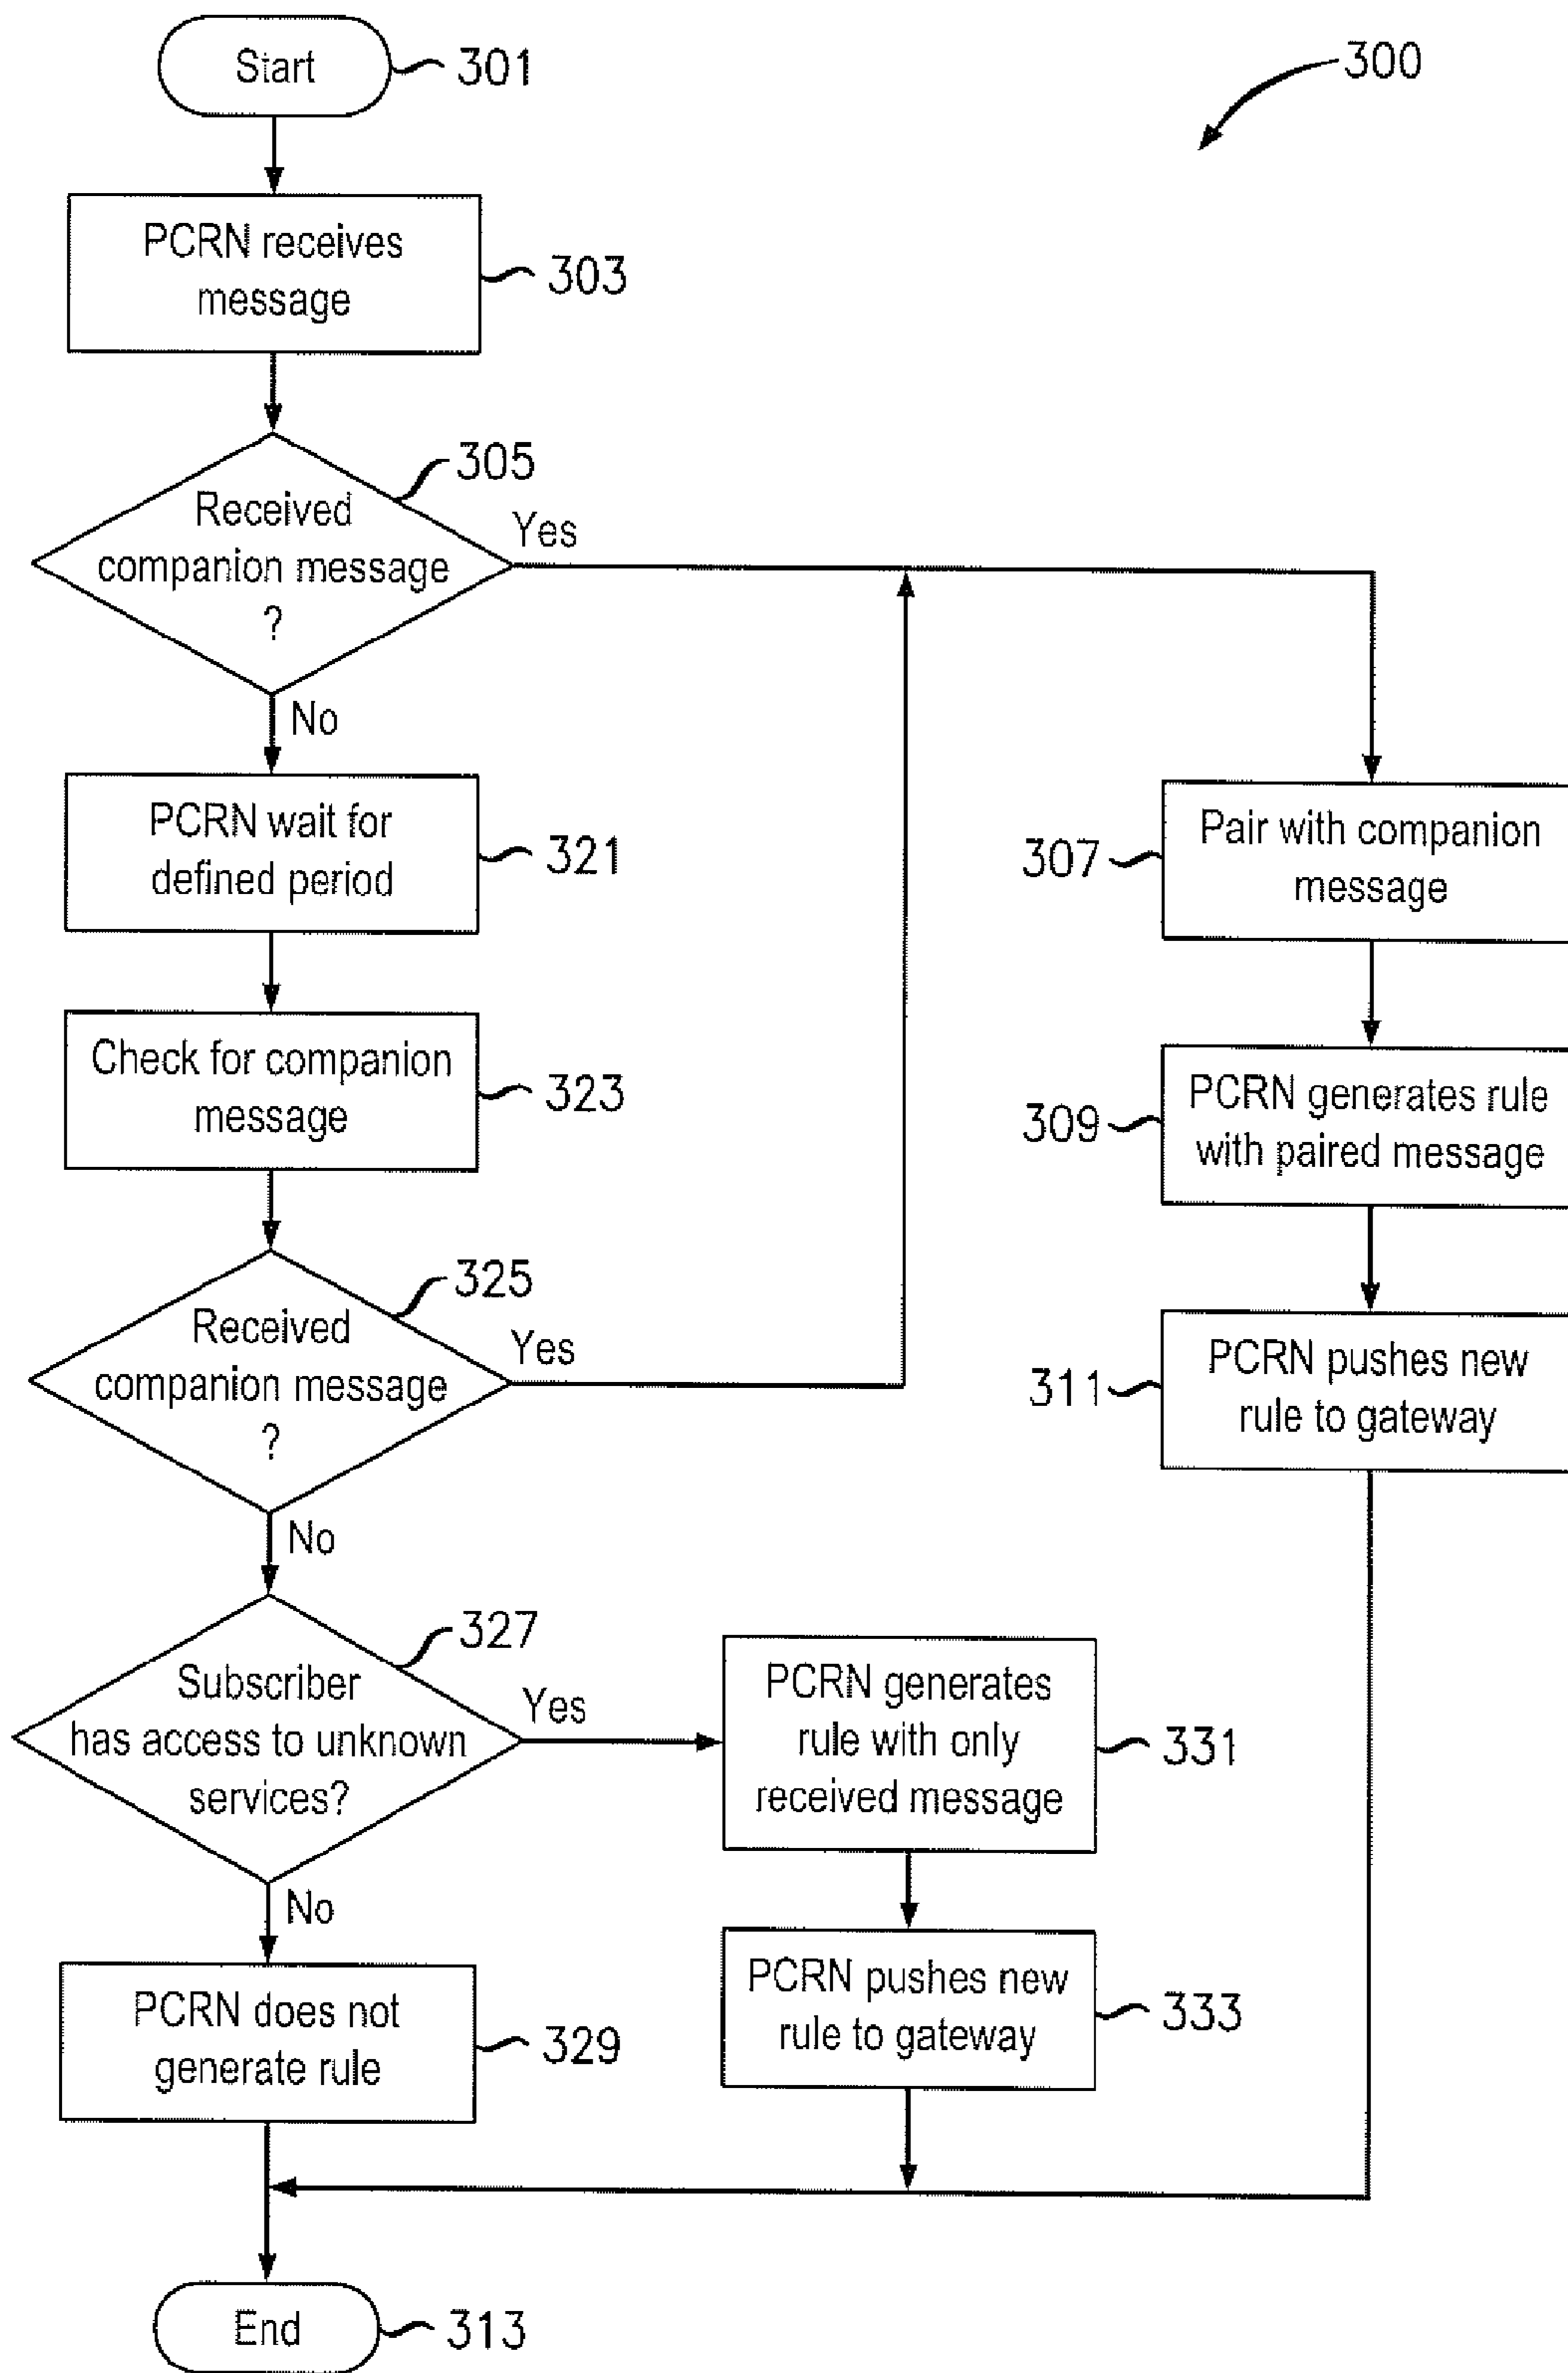 Start
301
300
PCRN receives
message
303
305
Received
companion message
?
Yes
No
PCRN wait for
defined period
321
Pair with companion
message
307
Check for companion
message
323
PCRN generates rule
with paired message
309
325
Received
companion message
?
Yes
No
PCRN pushes new
rule to gateway
311
327
Subscriber
has access to unknown
services?
Yes
No
PCRN generates
rule with only
received message
331
PCRN does not
generate rule
329
PCRN pushes new
rule to gateway
333
End
313